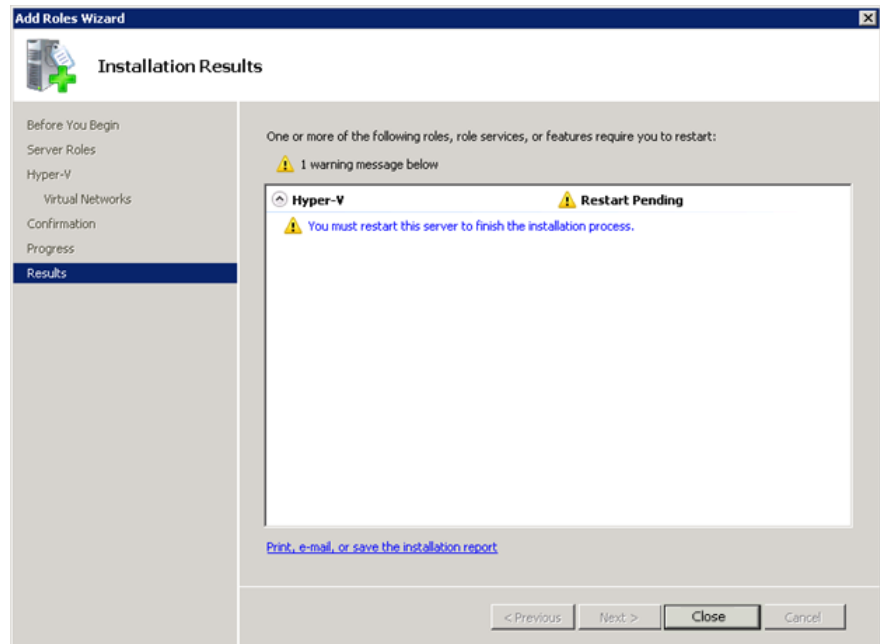 Add Roles Wizard
Installation Results
Before You Begin
Server Roles
Hyper-V
Virtual Networks
Confirmation
Progress
Results
One or more of the following roles, role services, or features require you to restart:
1 warning message below
Hyper-V Restart Pending
You must restart this server to finish the installation process.
Print, e-mail, or save the installation report
< Previous Next > Close Cancel